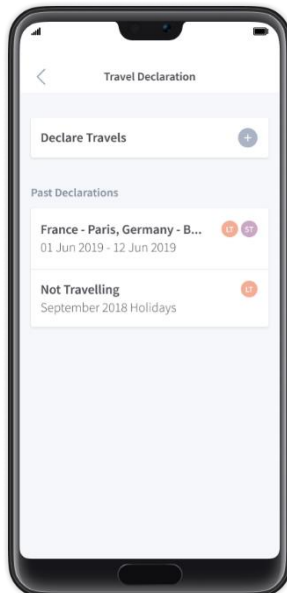 Travel Declaration
Declare Travels
Past Declarations
France - Paris, Germany - B... LT ST
01 Jun 2019 - 12 Jun 2019
Not Travelling LT
September 2018 Holidays